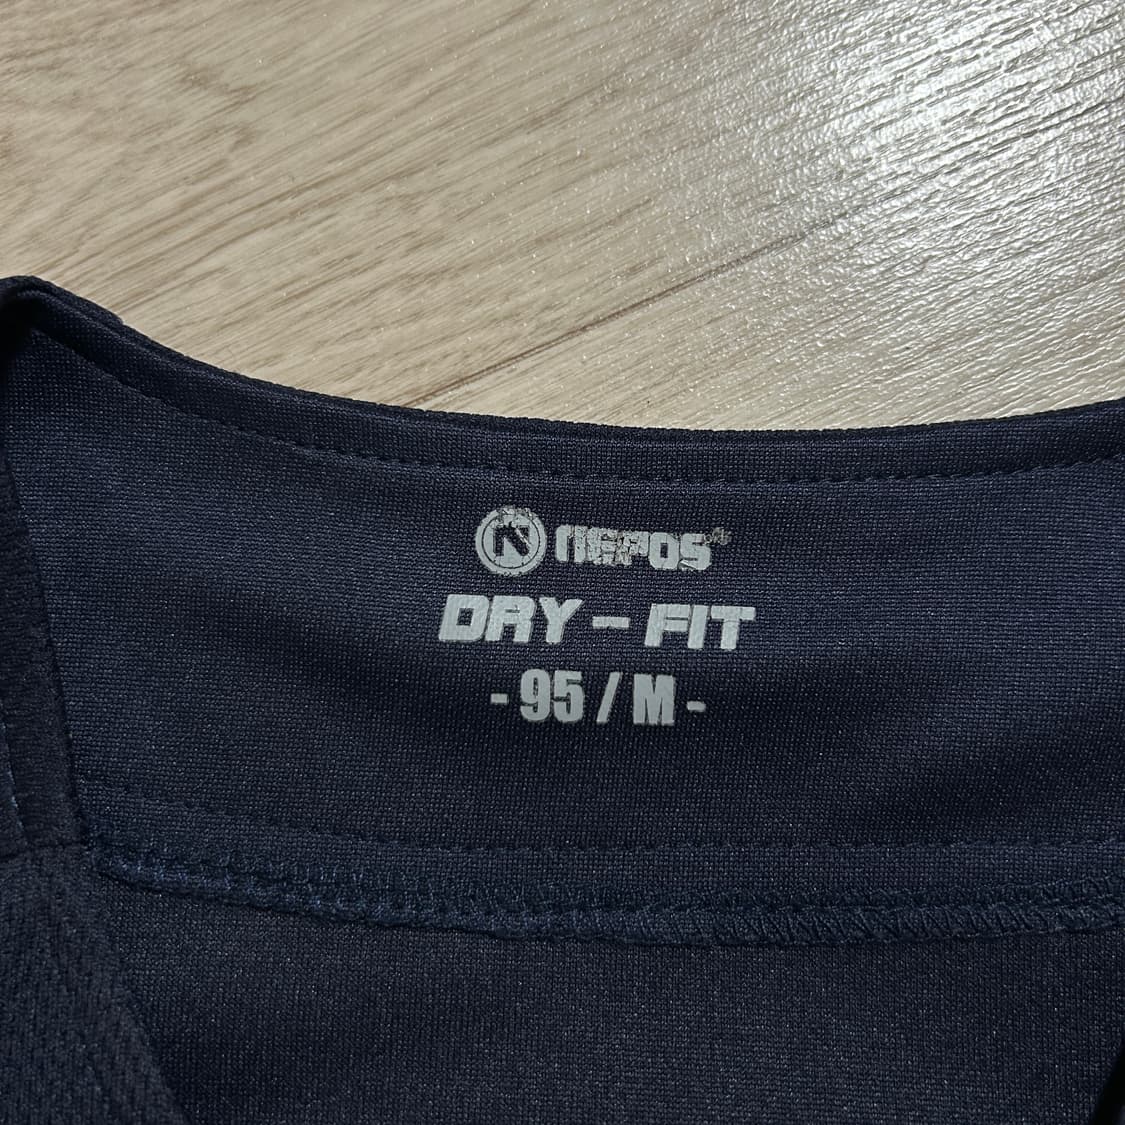 N NEPOS
DRY - FIT
- 95 / M -